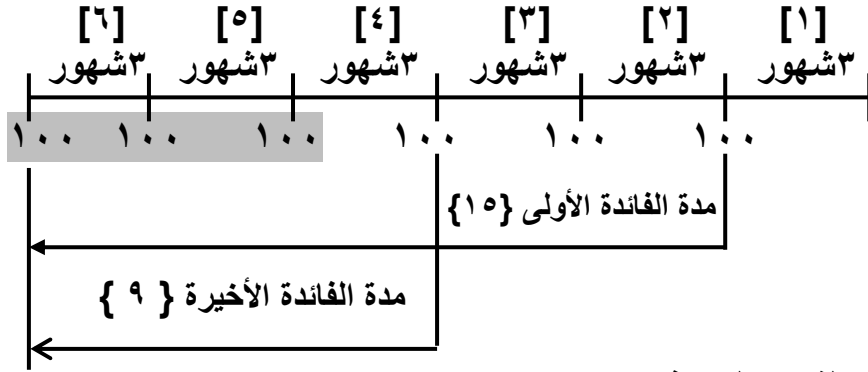 [١] [٢] [٣] [٤] [٥] [٦]
٣شهور ٣شهور ٣شهور ٣شهور ٣شهور ٣شهور
١٠٠ ١٠٠ ١٠٠ ١٠٠ ١٠٠ ١٠٠
مدة الفائدة الأولى {١٥}
مدة الفائدة الأخيرة { ٩ }